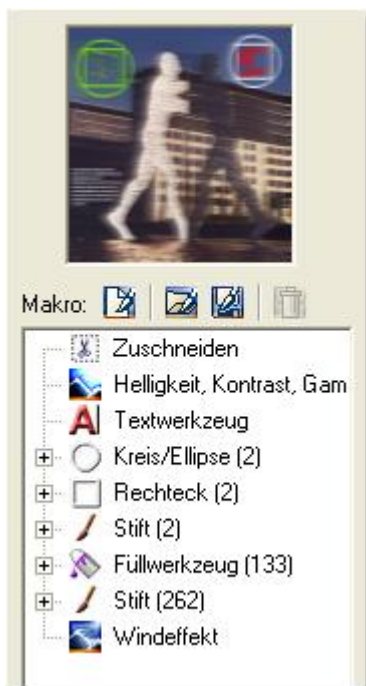 Makro:
Zuschneiden
Helligkeit, Kontrast, Gam
Textwerkzeug
Kreis/Ellipse (2)
Rechteck (2)
Stift (2)
Füllwerkzeug (133)
Stift (262)
Windeffekt